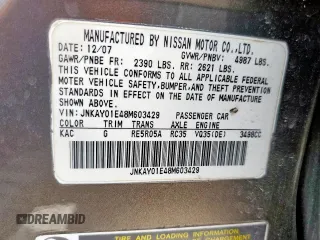 MANUFACTURED BY NISSAN MOTOR CO.,LTD.
DATE: 12/07 GVWR/PNBV: 4987 LBS.
GAWR/PNBE FR: 2390 LBS. RR: 2621 LBS.
THIS VEHICLE CONFORMS TO ALL APPLICABLE FEDERAL
MOTOR VEHICLE SAFETY, BUMPER, AND THEFT PREVENTION
STANDARDS IN EFFECT ON THE DATE OF MANUFACTURE
SHOWN ABOVE.
VIN: JNKAY01E48M603429 PASSENGER CAR
COLOR TRIM TRANS AXLE ENGINE
KAC G RE5R05A RC35 VQ35(DE) 3498CC
JNKAY01E48M603429
DREAMBID